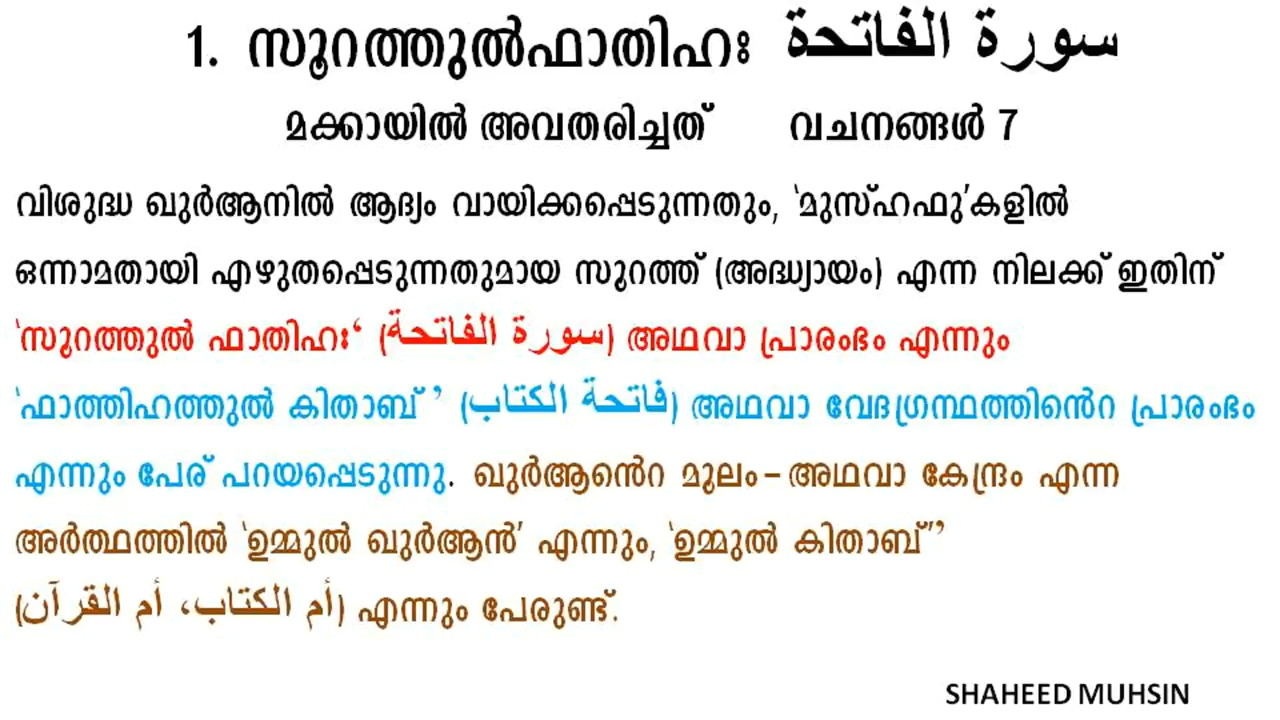 1. സൂറത്തുൽഫാതിഹഃ سورة الفاتحة
മക്കായിൽ അവതരിച്ചത് വചനങ്ങൾ 7
വിശുദ്ധ ഖുർആനിൽ ആദ്യം വായിക്കപ്പെടുന്നതും, ‘മുസ്ഹഫു’കളിൽ
ഒന്നാമതായി എഴുതപ്പെടുന്നതുമായ സൂറത്ത് (അദ്ധ്യായം) എന്ന നിലക്ക് ഇതിന്
‘സൂറത്തുൽ ഫാതിഹഃ‘ (سورة الفاتحة) അഥവാ പ്രാരംഭം എന്നും
‘ഫാത്തിഹത്തുൽ കിതാബ് ’ (فاتحة الكتاب) അഥവാ വേദഗ്രന്ഥത്തിന്റെ പ്രാരംഭം
എന്നും പേര് പറയപ്പെടുന്നു. ഖുർആന്റെ മൂലം – അഥവാ കേന്ദ്രം എന്ന
അർത്ഥത്തിൽ ‘ഉമ്മുൽ ഖുർആൻ’ എന്നും, ‘ഉമ്മുൽ കിതാബ്’’
(أم الكتاب، أم القرآن) എന്നും പേരുണ്ട്.
SHAHEED MUHSIN